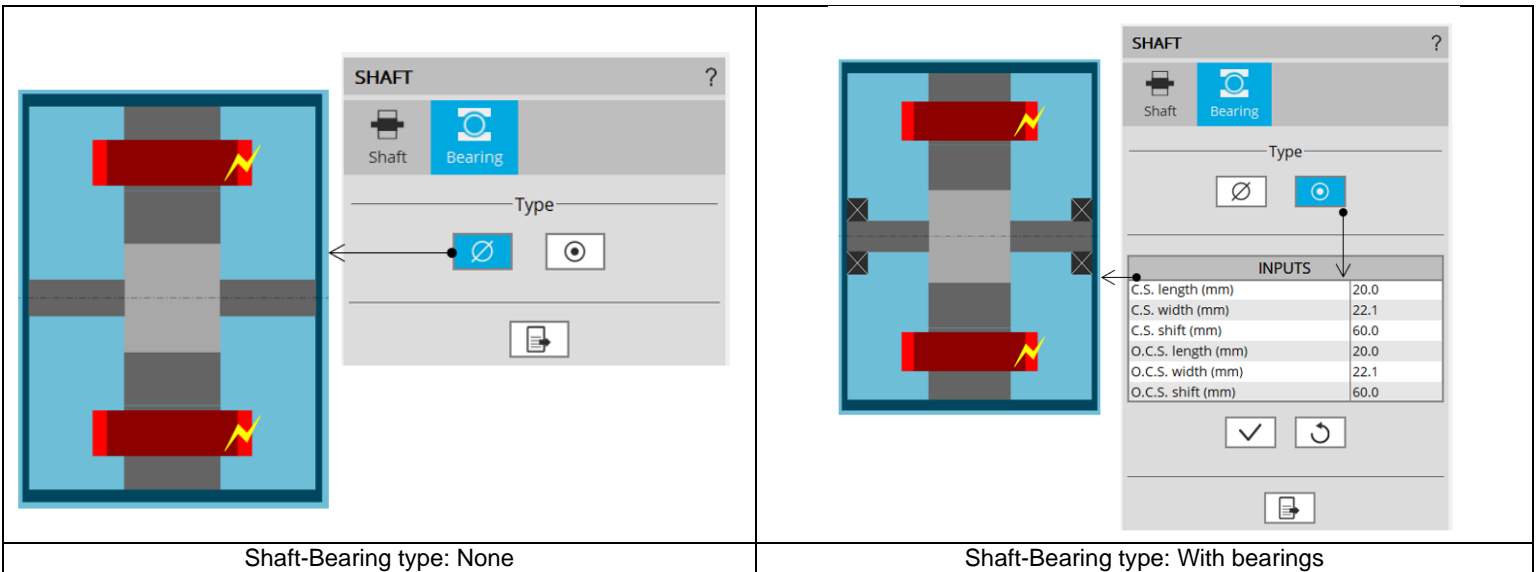 SHAFT ?
Shaft Bearing
Type
Shaft-Bearing type: None
SHAFT ?
Shaft Bearing
Type
INPUTS
C.S. length (mm) 20.0
C.S. width (mm) 22.1
C.S. shift (mm) 60.0
O.C.S. length (mm) 20.0
O.C.S. width (mm) 22.1
O.C.S. shift (mm) 60.0
Shaft-Bearing type: With bearings